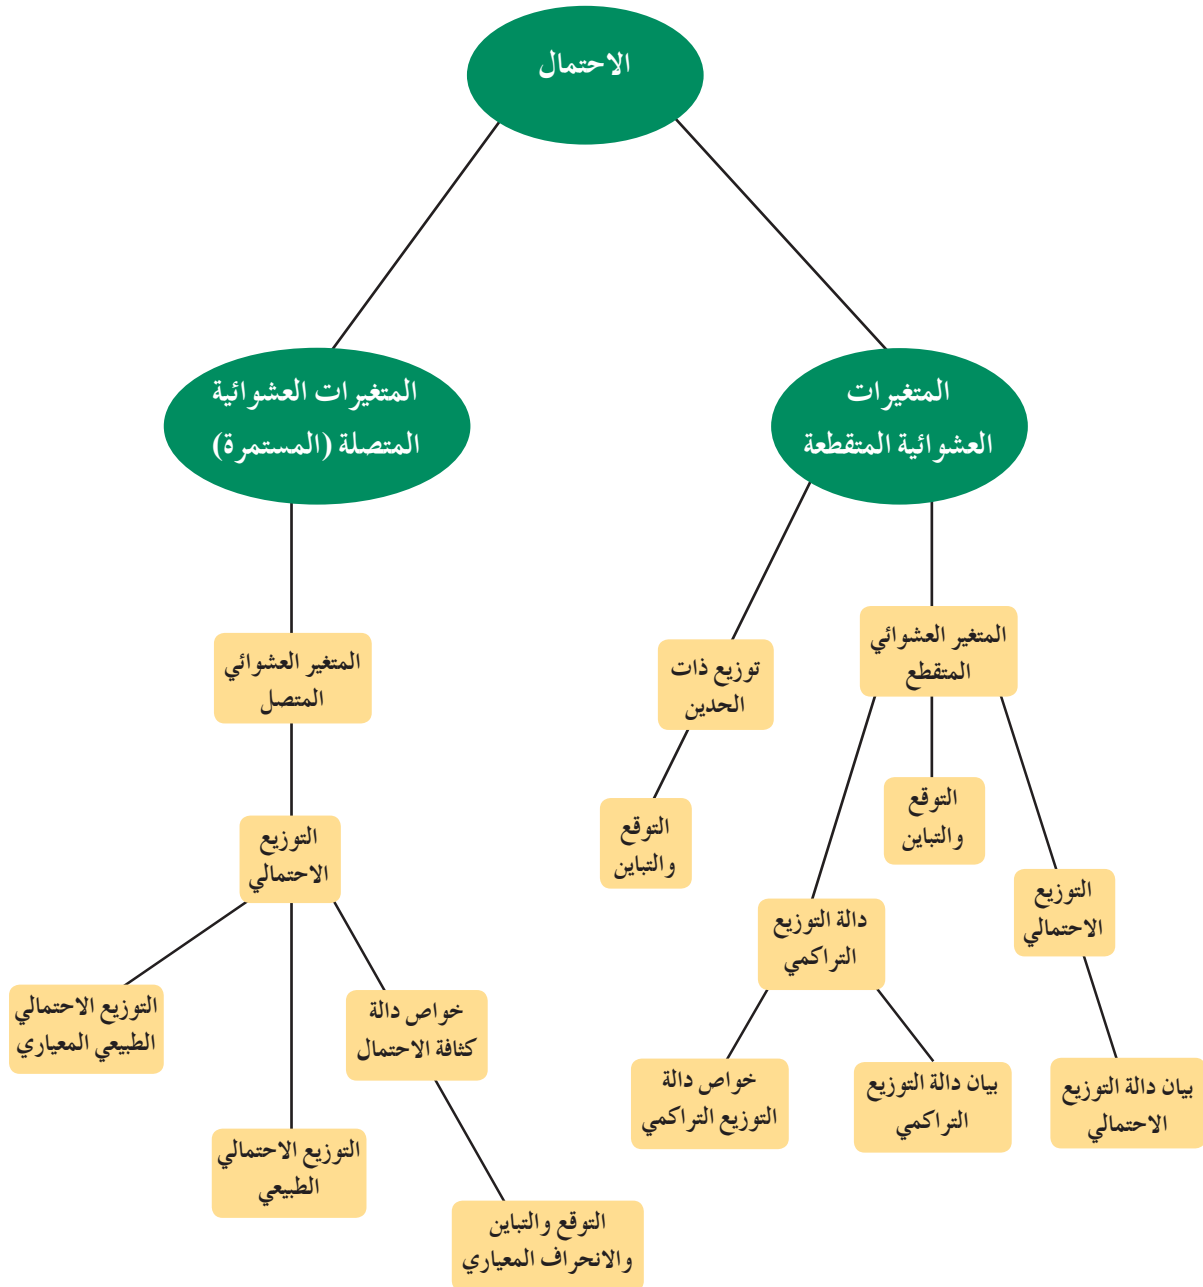 الاحتمال
المتغيرات
العشوائية المتقطعة
المتغيرات العشوائية
المتصلة (المستمرة)
المتغير العشوائي
المتقطع
توزيع ذات
الحدين
المتغير العشوائي
المتصل
التوقع
والتباين
التوقع
والتباين
التوزيع
الاحتمالي
التوزيع
الاحتمالي
دالة التوزيع
التراكمي
بيان دالة التوزيع
الاحتمالي
بيان دالة التوزيع
التراكمي
خواص دالة
التوزيع التراكمي
خواص دالة
كثافة الاحتمال
التوزيع الاحتمالي
الطبيعي المعياري
التوزيع الاحتمالي
الطبيعي
التوقع والتباين
والانحراف المعياري